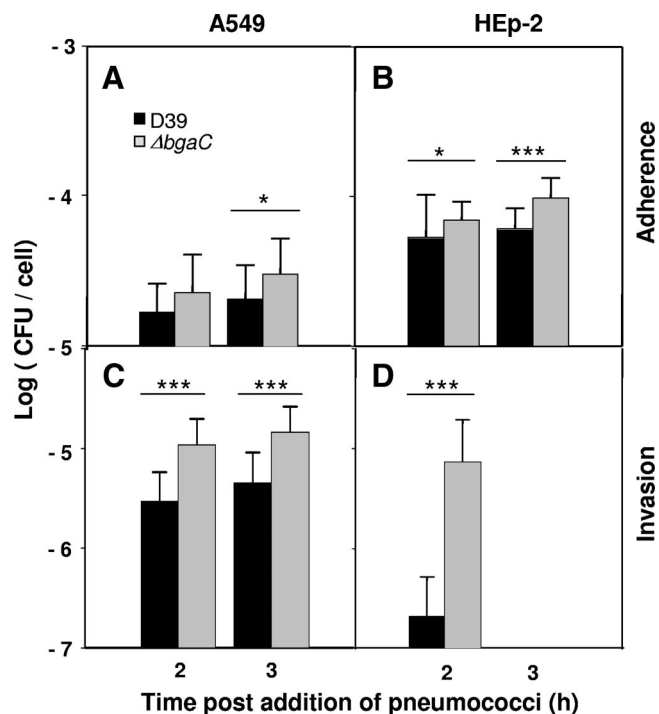 A549 HEp-2
- 3
A B
D39
ΔbgaC
* ***
*
- 4
Adherence
Log ( CFU / cell)
- 5
C D
*** *** ***
- 5
Invasion
- 6
- 7
2 3 2 3
Time post addition of pneumococci (h)